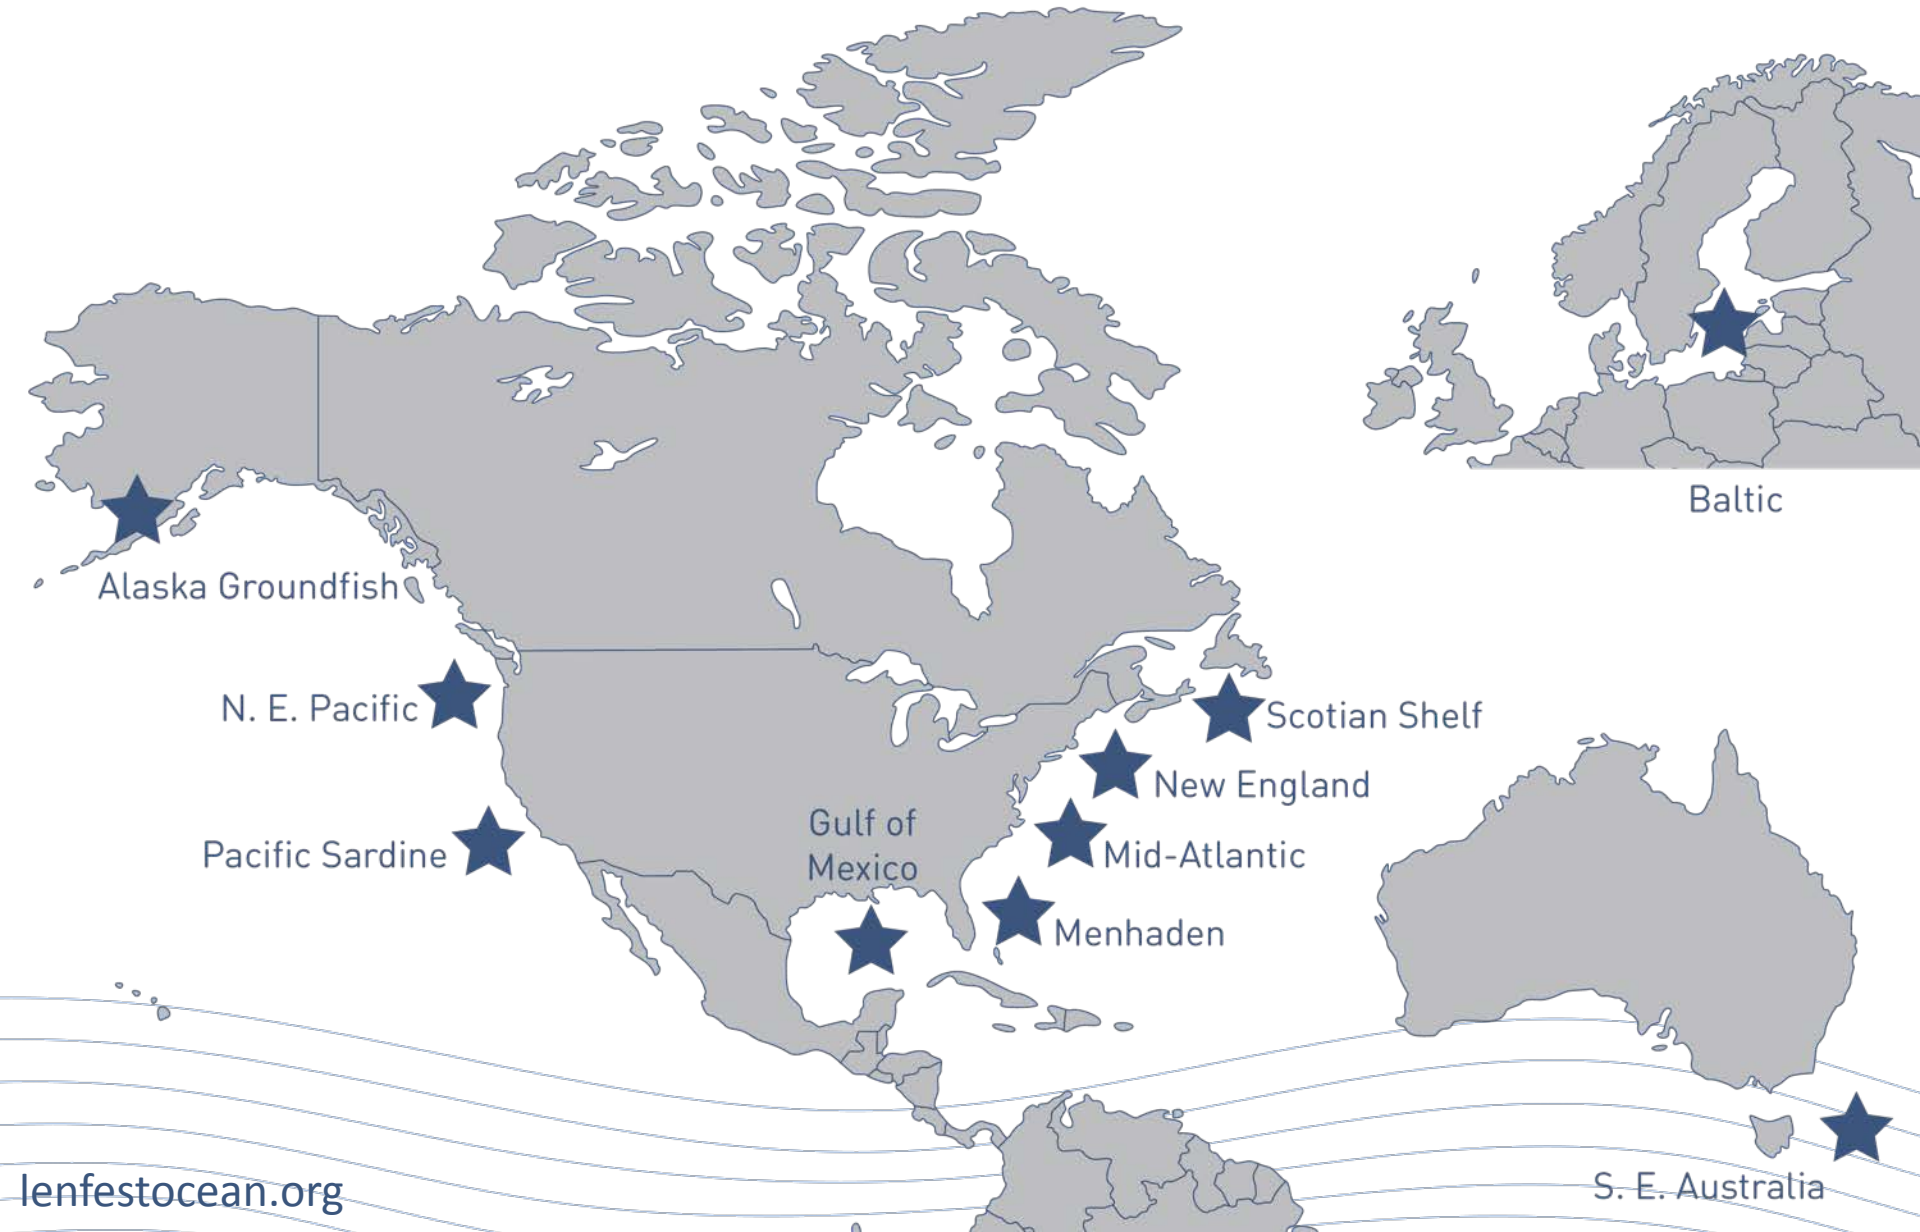 Baltic
Alaska Groundfish
N. E. Pacific
Scotian Shelf
New England
Gulf of
Mexico
Pacific Sardine
Mid-Atlantic
Menhaden
S. E. Australia
lenfestocean.org